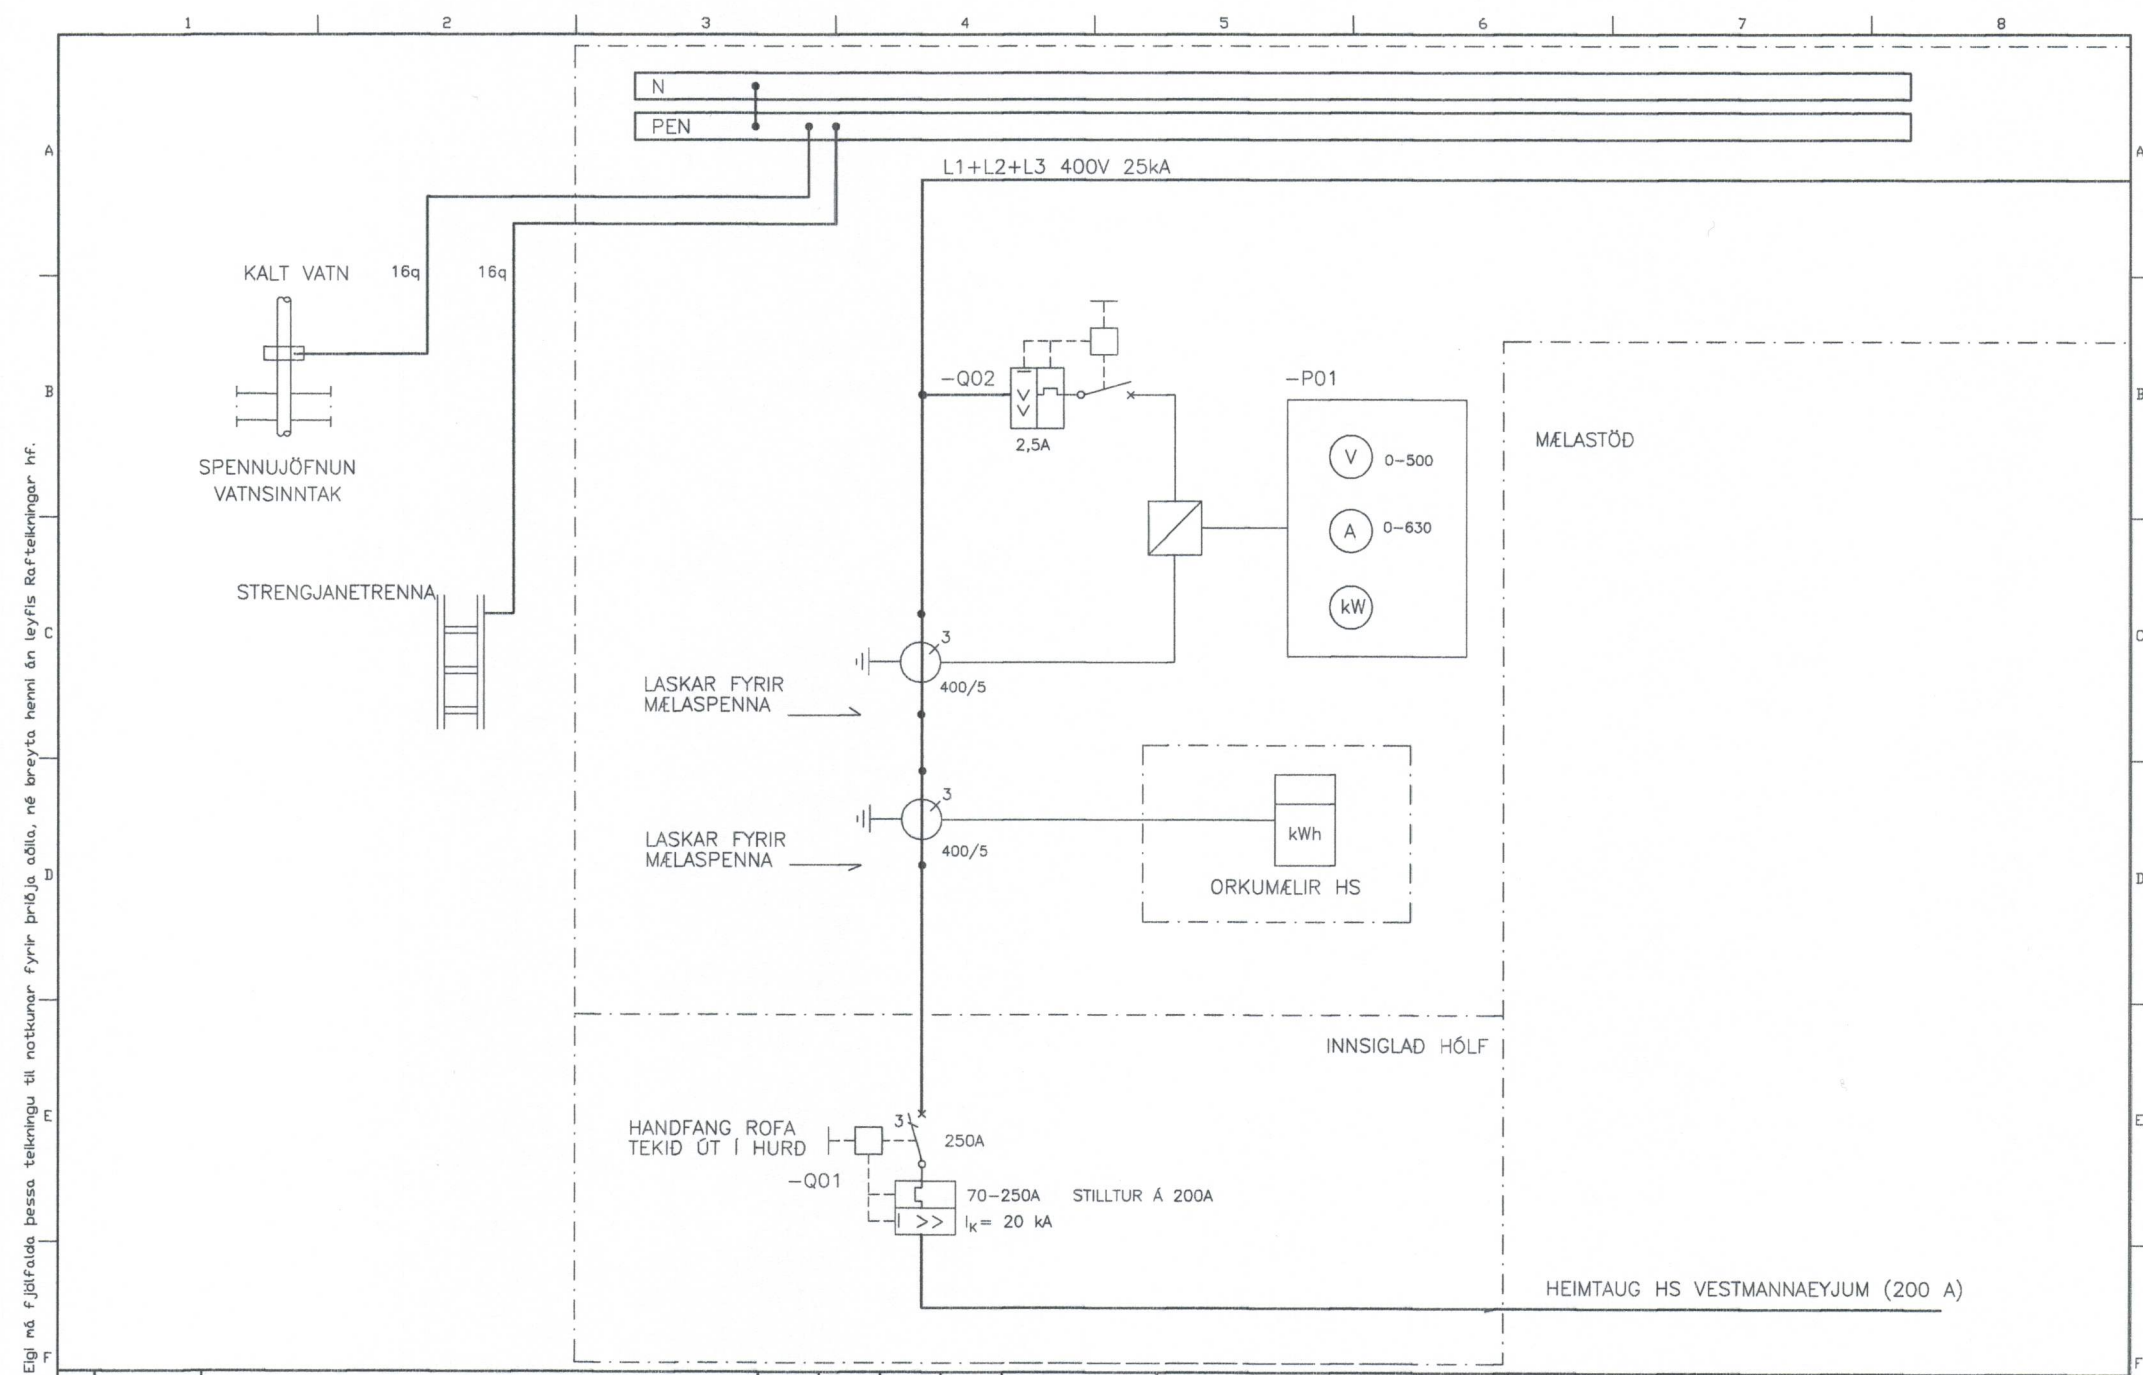 1 2 3 4 5 6 7 8
N
PEN
A
A
L1+L2+L3 400V 25kA
KALT VATN
16q
16q
B
B
-Q02
2,5A
-P01
V 0-500
A 0-630
kW
MÆLASTÖÐ
SPENNUJÖFNUN
VATNSINNTAK
STRENGJANETRENNA
C
C
3
400/5
LASKAR FYRIR
MÆLASPENNA
3
400/5
LASKAR FYRIR
MÆLASPENNA
kWh
ORKUMÆLIR HS
D
D
INNSIGLAÐ HÓLF
E
E
HANDFANG ROFA
TEKIÐ ÚT Í HURÐ
3
250A
-Q01
70-250A STILLTUR Á 200A
I >> IK= 20 kA
HEIMTAUG HS VESTMANNAEYJUM (200 A)
F
F
Eigi má fjölfalda þessa teikningu til notkunar fyrir þriðja aðila, né breyta henni án leyfis Rafteikningar hf.